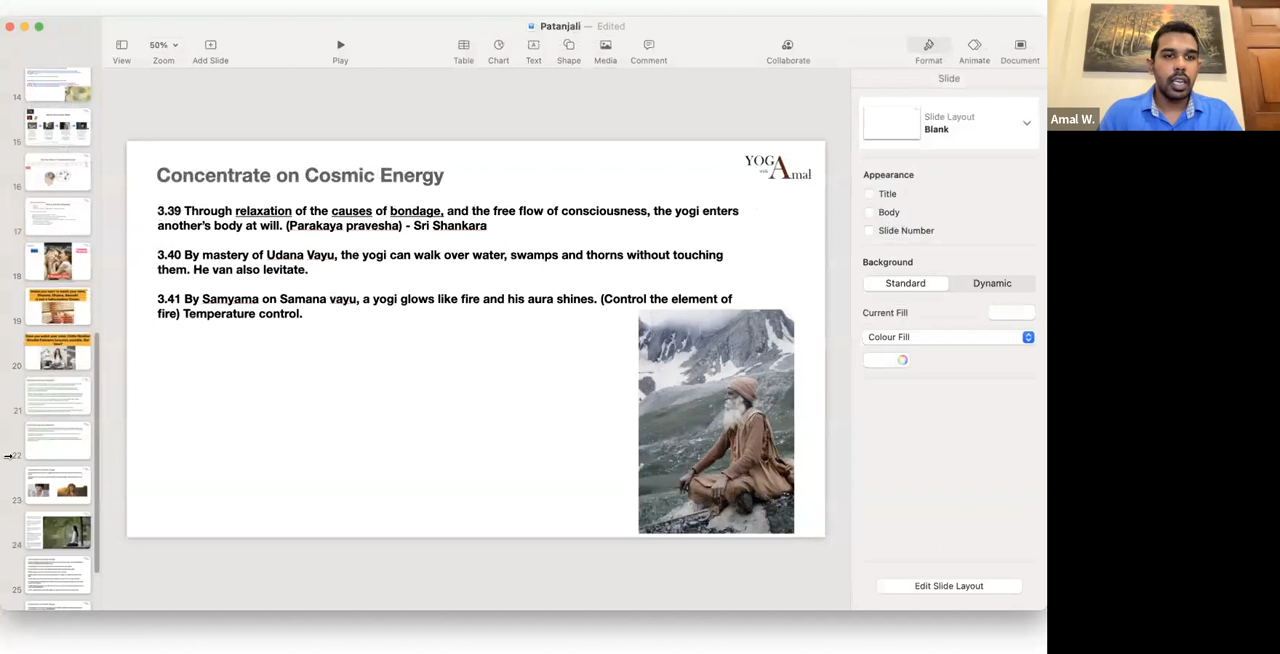 Patanjali — Edited
View
50%
Zoom
Add Slide
Play
Table
Chart
Text
Shape
Media
Comment
Collaborate
Format
Animate
Document
14
15
16
17
18
19
20
21
22
23
24
25
Concentrate on Cosmic Energy
YOGA
with Amal
3.39 Through relaxation of the causes of bondage, and the free flow of consciousness, the yogi enters
another's body at will. (Parakaya pravesha) - Sri Shankara
3.40 By mastery of Udana Vayu, the yogi can walk over water, swamps and thorns without touching
them. He van also levitate.
3.41 By Samyama on Samana vayu, a yogi glows like fire and his aura shines. (Control the element of
fire) Temperature control.
Slide
Slide Layout
Blank
Appearance
Title
Body
Slide Number
Background
Standard
Dynamic
Current Fill
Colour Fill
Edit Slide Layout
Amal W.